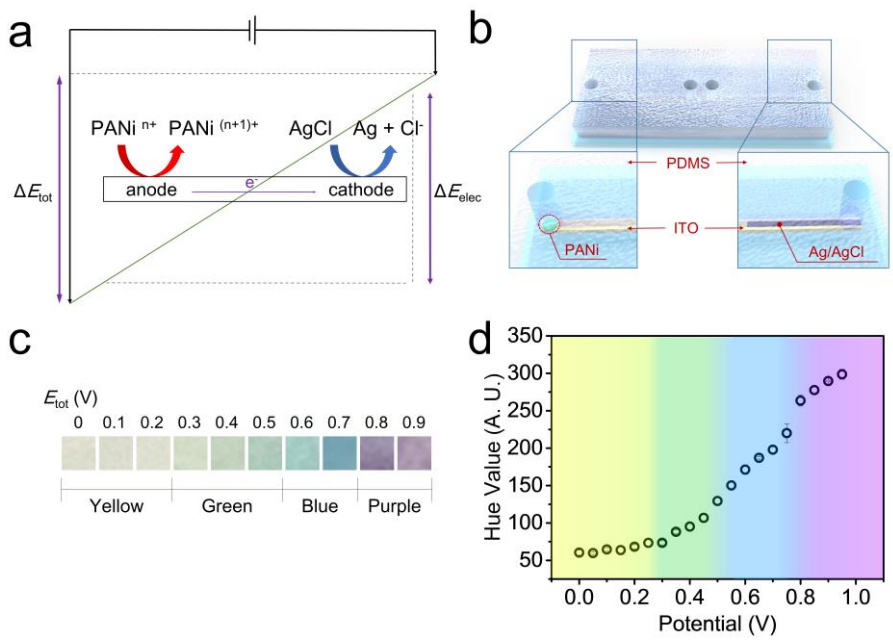 a
PANi n+ PANi (n+1)+ AgCl Ag + Cl-
anode e- cathode
ΔEtot
ΔEelec
b
PDMS
ITO
PANi
Ag/AgCl
c
Etot (V)
0 0.1 0.2 0.3 0.4 0.5 0.6 0.7 0.8 0.9
Yellow Green Blue Purple
d
Hue Value (A. U.)
350
300
250
200
150
100
50
0.0 0.2 0.4 0.6 0.8 1.0
Potential (V)